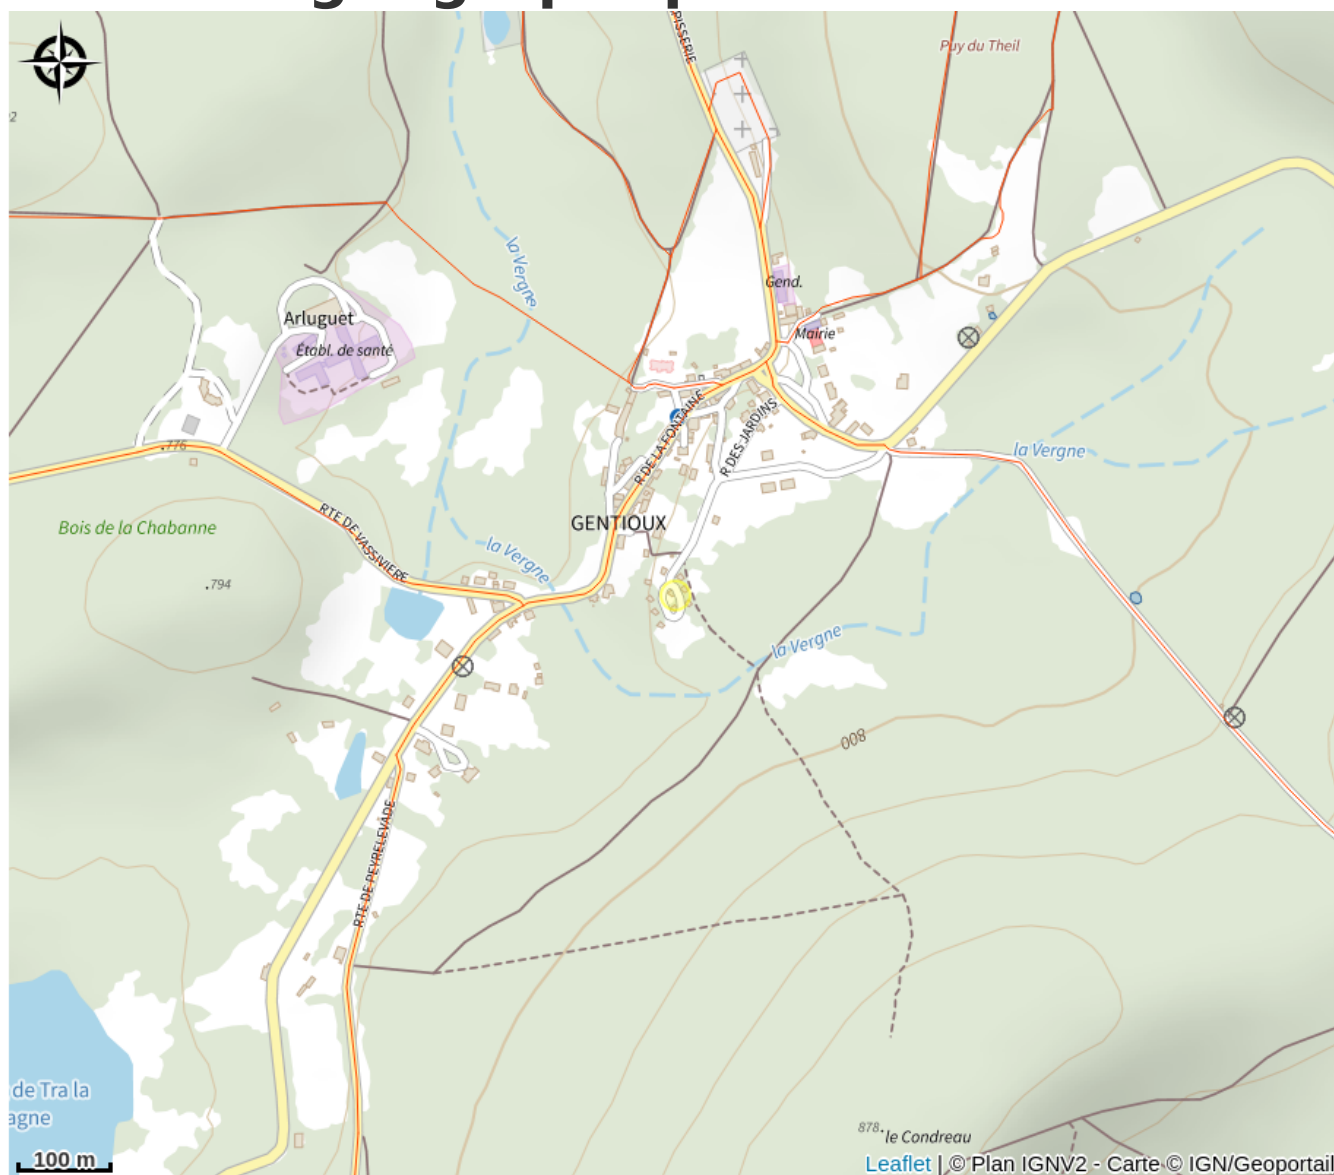 PISSERIE
Puy du Theil
2
la Vergne
Gend.
Arluguet
Mairie
Établ. de santé
R DE LA FONTAINE
R DES JARDINS
.776
la Vergne
Bois de la Chabanne
RTE DE VASSIVIERE
GENTIOUX
la Vergne
.794
la Vergne
800
RTE DE PEYRELEVADE
de Tra la
agne
878.
le Condreau
100 m
Leaflet | © Plan IGNV2 - Carte © IGN/Geoportail